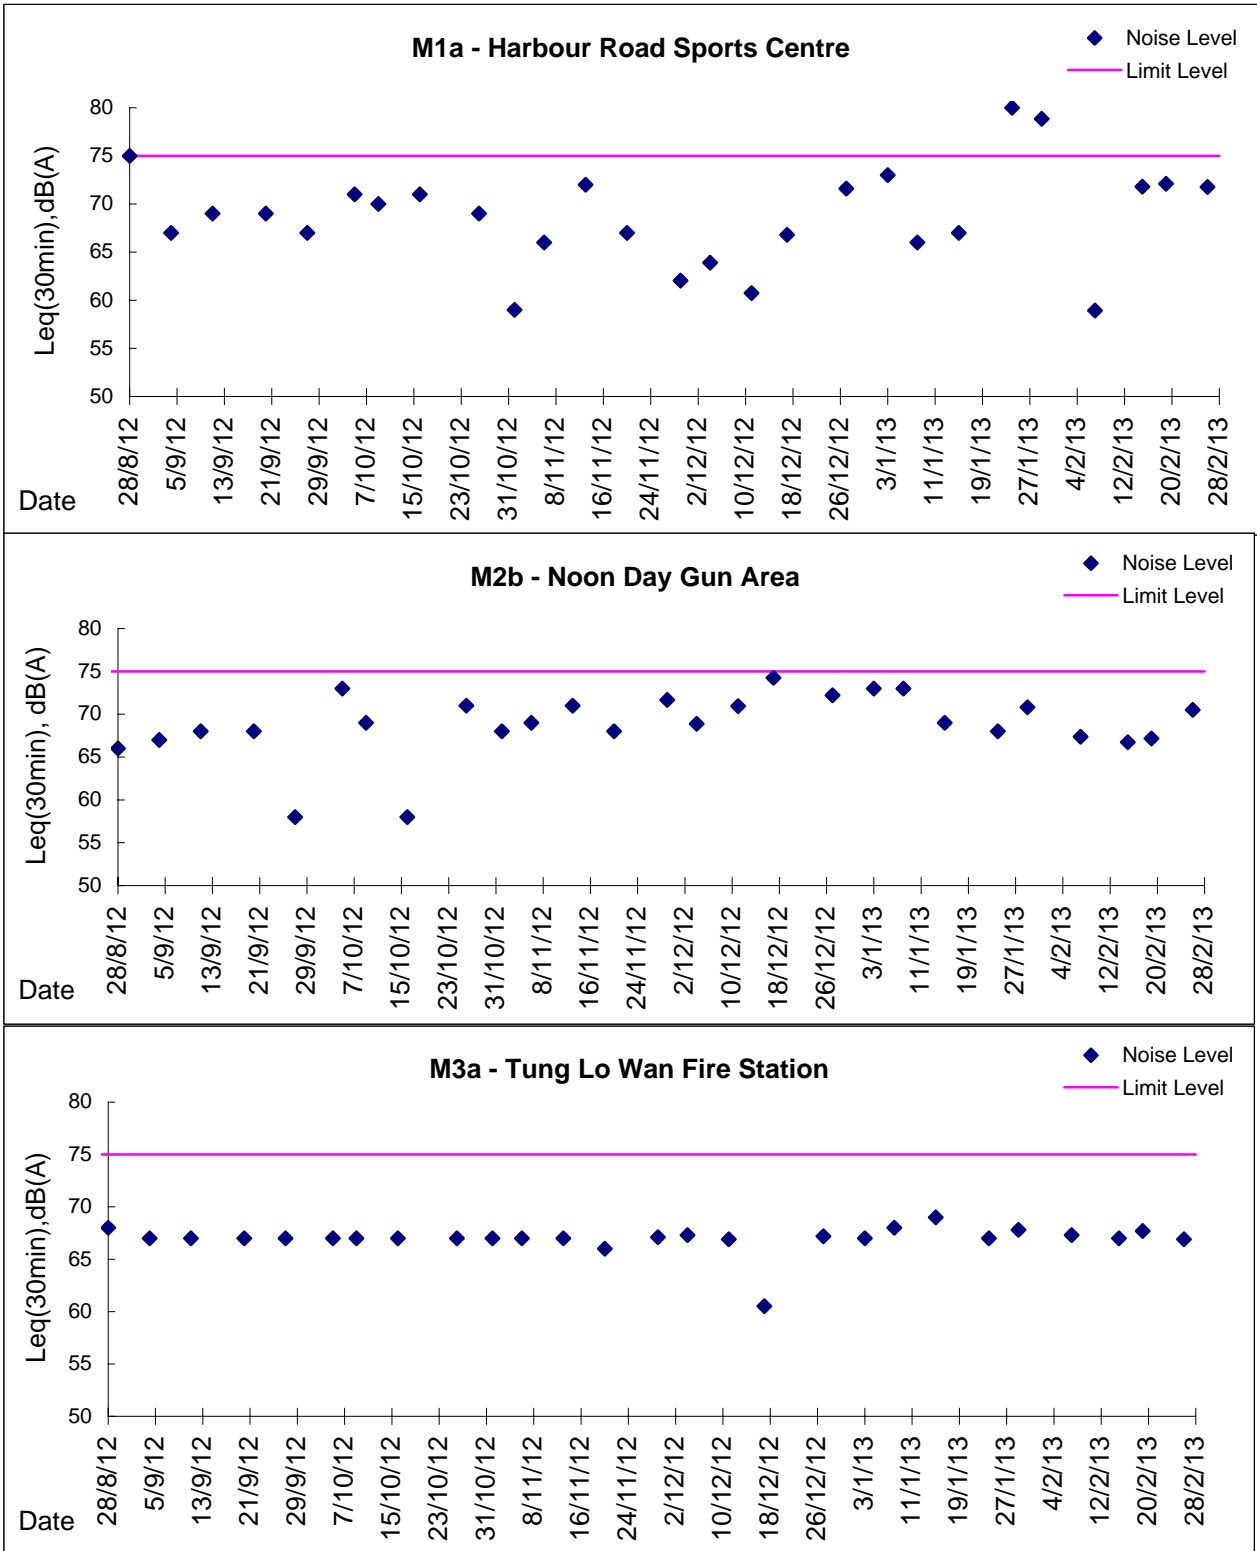 M1a - Harbour Road Sports Centre
Noise Level
Limit Level
Leq(30min),dB(A)
80
75
70
65
60
55
50
28/8/12 5/9/12 13/9/12 21/9/12 29/9/12 7/10/12 15/10/12 23/10/12 31/10/12 8/11/12 16/11/12 24/11/12 2/12/12 10/12/12 18/12/12 26/12/12 3/1/13 11/1/13 19/1/13 27/1/13 4/2/13 12/2/13 20/2/13 28/2/13
Date
M2b - Noon Day Gun Area
Noise Level
Limit Level
Leq(30min), dB(A)
80
75
70
65
60
55
50
28/8/12 5/9/12 13/9/12 21/9/12 29/9/12 7/10/12 15/10/12 23/10/12 31/10/12 8/11/12 16/11/12 24/11/12 2/12/12 10/12/12 18/12/12 26/12/12 3/1/13 11/1/13 19/1/13 27/1/13 4/2/13 12/2/13 20/2/13 28/2/13
Date
M3a - Tung Lo Wan Fire Station
Noise Level
Limit Level
Leq(30min),dB(A)
80
75
70
65
60
55
50
28/8/12 5/9/12 13/9/12 21/9/12 29/9/12 7/10/12 15/10/12 23/10/12 31/10/12 8/11/12 16/11/12 24/11/12 2/12/12 10/12/12 18/12/12 26/12/12 3/1/13 11/1/13 19/1/13 27/1/13 4/2/13 12/2/13 20/2/13 28/2/13
Date